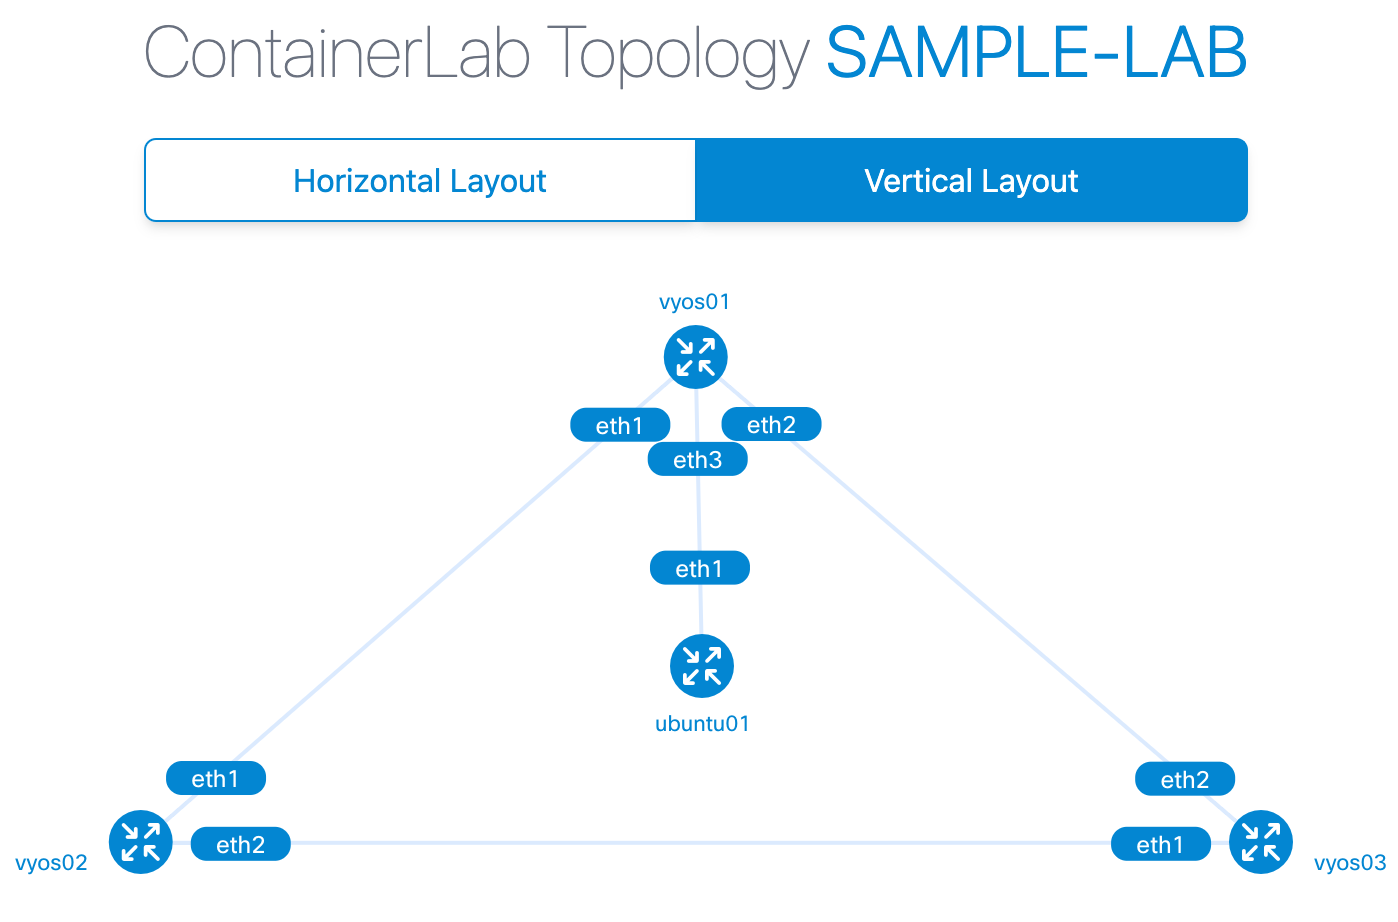 ContainerLab Topology SAMPLE-LAB
Horizontal Layout
Vertical Layout
vyos01
eth1
eth2
eth3
eth1
ubuntu01
eth1
eth2
eth2
eth1
vyos02
vyos03